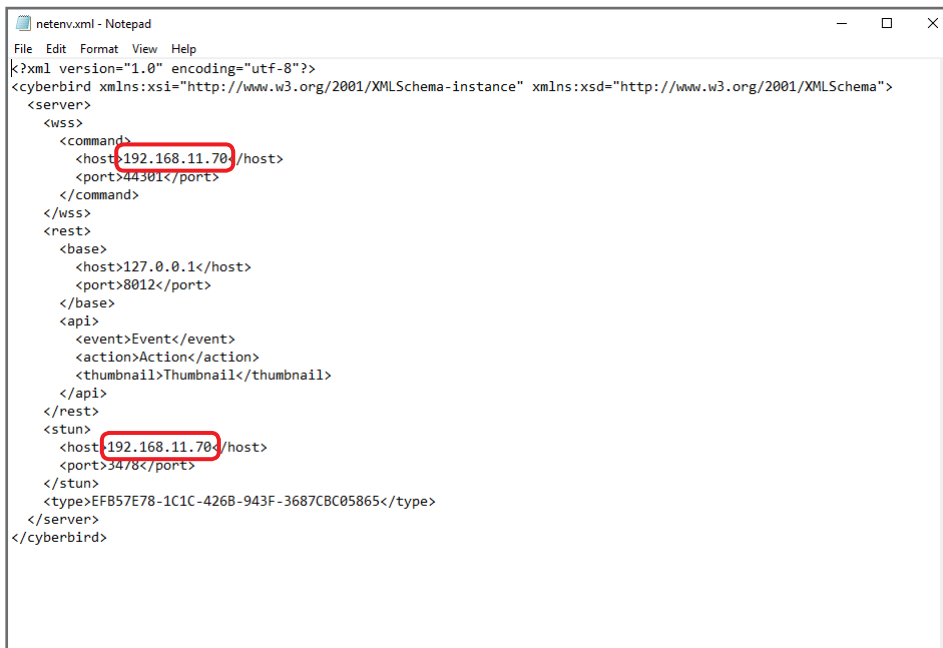 netenv.xml - Notepad
File Edit Format View Help
<?xml version="1.0" encoding="utf-8"?>
<cyberbird xmlns:xsi="http://www.w3.org/2001/XMLSchema-instance" xmlns:xsd="http://www.w3.org/2001/XMLSchema">
  <server>
    <wss>
      <command>
        <host>192.168.11.70</host>
        <port>44301</port>
      </command>
    </wss>
    <rest>
      <base>
        <host>127.0.0.1</host>
        <port>8012</port>
      </base>
      <api>
        <event>Event</event>
        <action>Action</action>
        <thumbnail>Thumbnail</thumbnail>
      </api>
    </rest>
    <stun>
      <host>192.168.11.70</host>
      <port>3478</port>
    </stun>
    <type>EFB57E78-1C1C-426B-943F-3687CBC05865</type>
  </server>
</cyberbird>